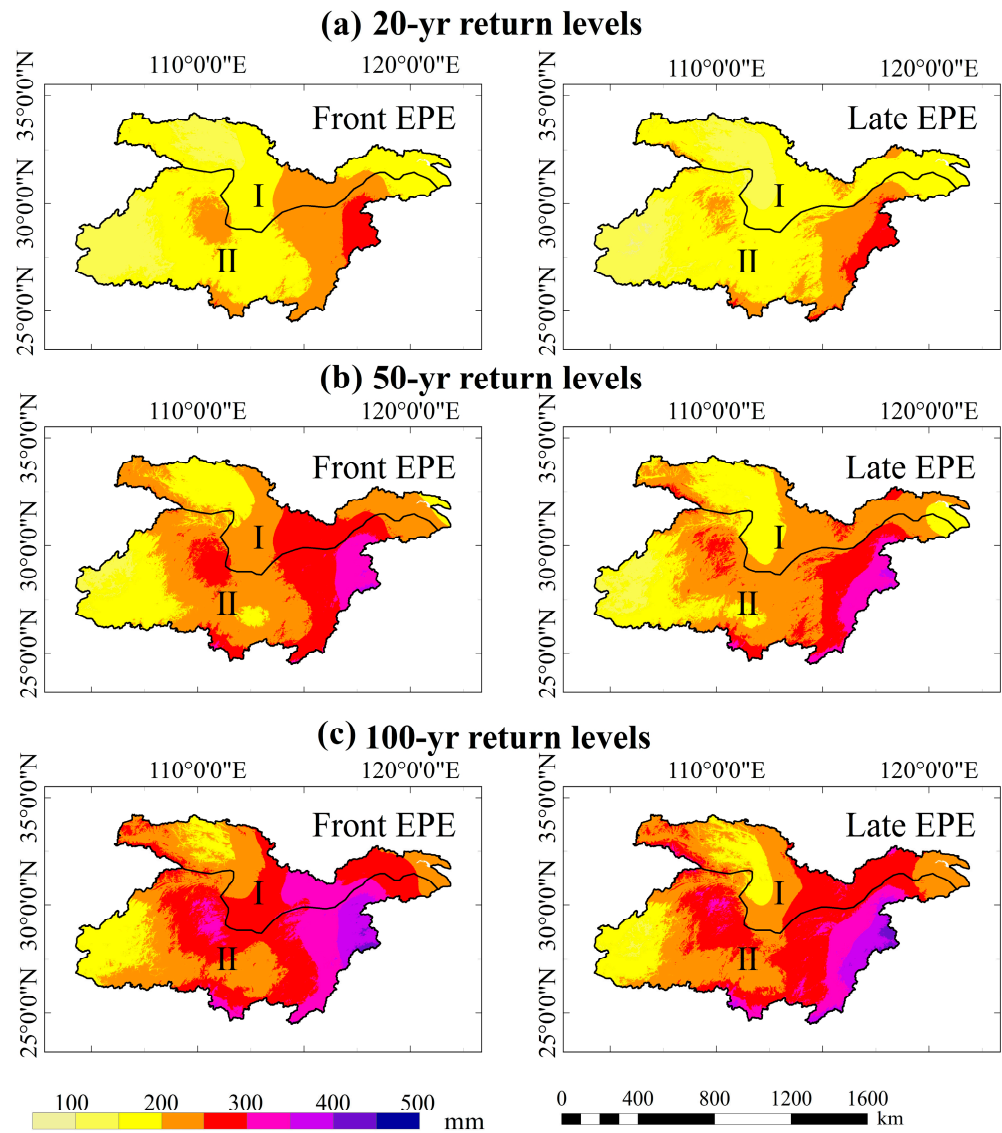 (a) 20-yr return levels
110°0'0"E 120°0'0"E 110°0'0"E 120°0'0"E
35°0'0"N 30°0'0"N 25°0'0"N
Front EPE
I
II
35°0'0"N 30°0'0"N 25°0'0"N
Late EPE
I
II
(b) 50-yr return levels
110°0'0"E 120°0'0"E 110°0'0"E 120°0'0"E
35°0'0"N 30°0'0"N 25°0'0"N
Front EPE
I
II
35°0'0"N 30°0'0"N 25°0'0"N
Late EPE
I
II
(c) 100-yr return levels
110°0'0"E 120°0'0"E 110°0'0"E 120°0'0"E
35°0'0"N 30°0'0"N 25°0'0"N
Front EPE
I
II
35°0'0"N 30°0'0"N 25°0'0"N
Late EPE
I
II
100 200 300 400 500 mm
0 400 800 1200 1600 km